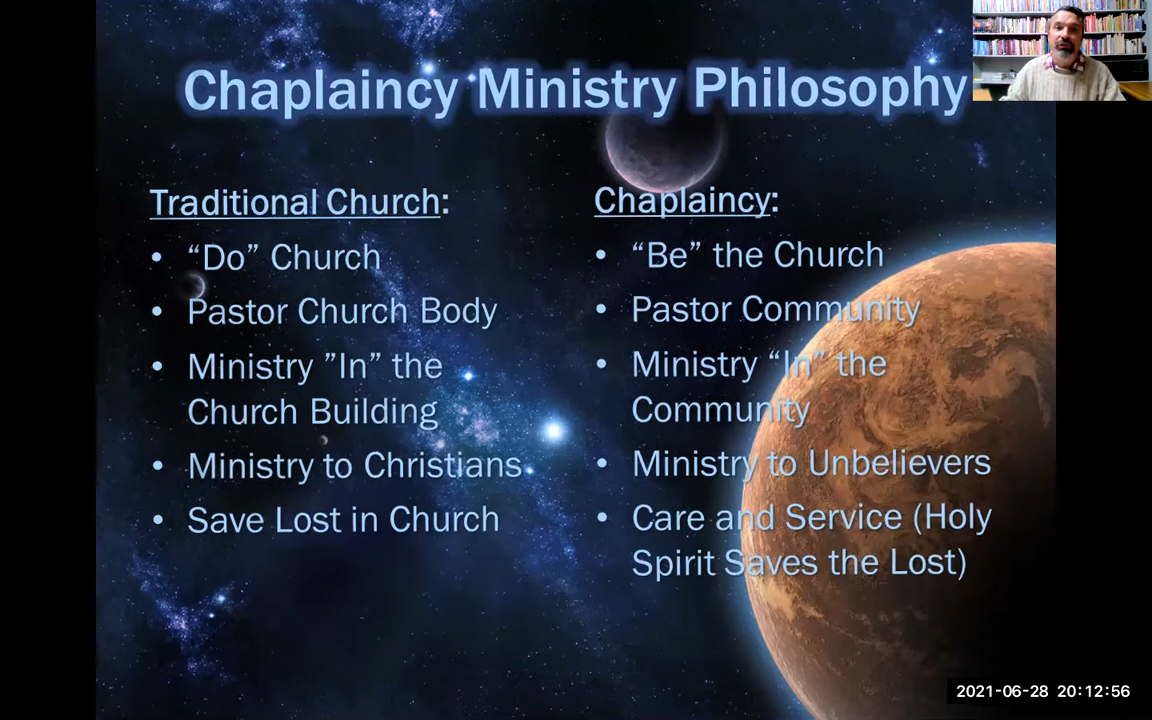 Chaplaincy Ministry Philosophy
Traditional Church:
• “Do” Church
• Pastor Church Body
• Ministry ”In” the
Church Building
• Ministry to Christians
• Save Lost in Church
Chaplaincy:
• “Be” the Church
• Pastor Community
• Ministry “In” the
Community
• Ministry to Unbelievers
• Care and Service (Holy
Spirit Saves the Lost)
2021-06-28 20:12:56